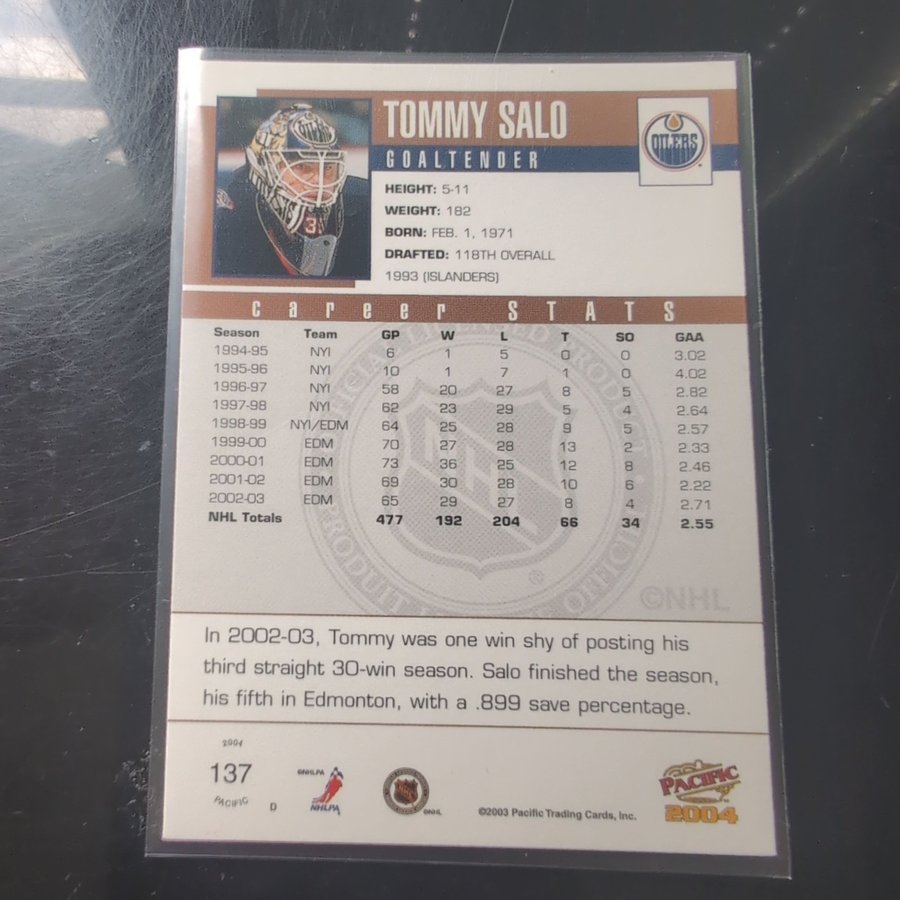 TOMMY SALO
OILERS
GOALTENDER
HEIGHT: 5-11
WEIGHT: 182
BORN: FEB. 1, 1971
DRAFTED: 118TH OVERALL
1993 (ISLANDERS)
career STATS
Season Team GP W L T SO GAA
1994-95 NYI 6 1 5 0 0 3.02
1995-96 NYI 10 1 7 1 0 4.02
1996-97 NYI 58 20 27 8 5 2.82
1997-98 NYI 62 23 29 5 4 2.64
1998-99 NYI/EDM 64 25 28 9 5 2.57
1999-00 EDM 70 27 28 13 2 2.33
2000-01 EDM 73 36 25 12 8 2.46
2001-02 EDM 69 30 28 10 6 2.22
2002-03 EDM 65 29 27 8 4 2.71
NHL Totals 477 192 204 66 34 2.55
©NHL
In 2002-03, Tommy was one win shy of posting his
third straight 30-win season. Salo finished the season,
his fifth in Edmonton, with a .899 save percentage.
2004
137
PACIFIC D
©NHLPA
NHLPA
©NHL
©2003 Pacific Trading Cards, Inc.
PACIFIC
2004